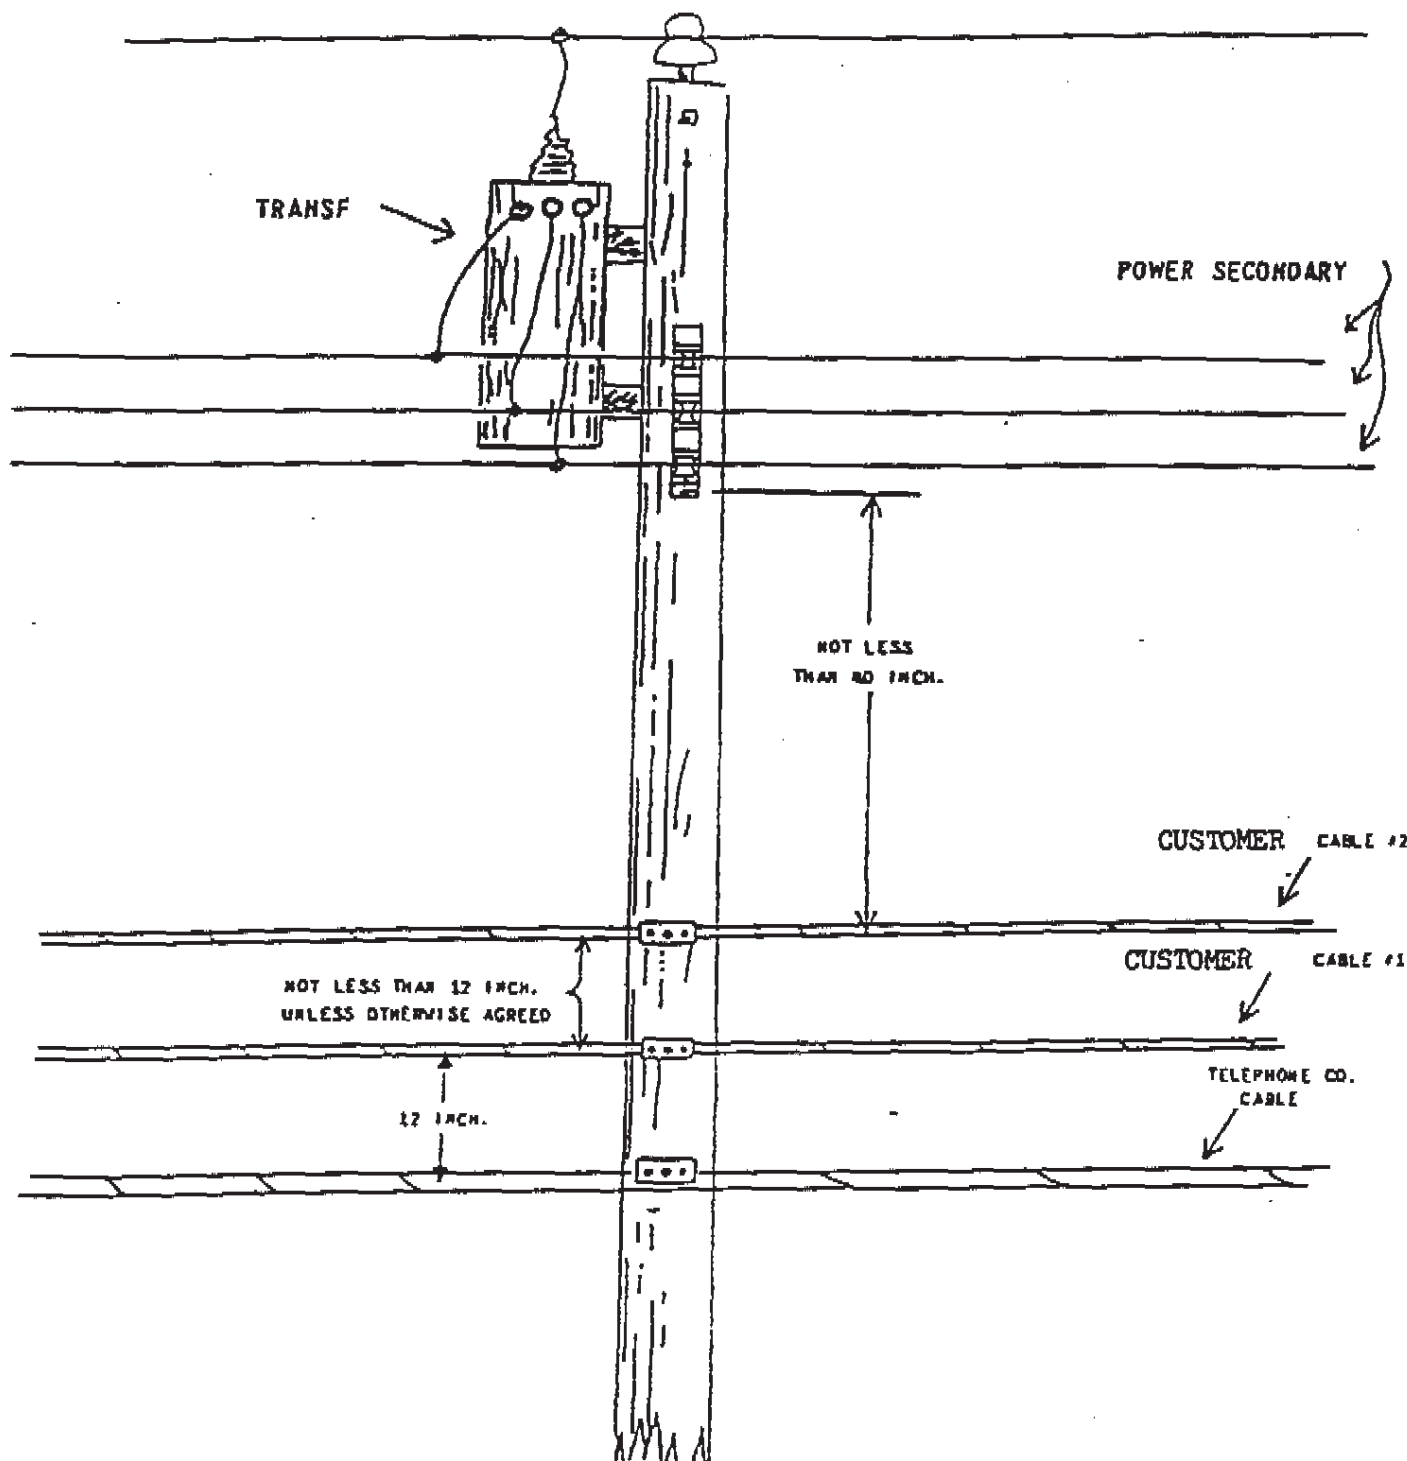 TRANSF
POWER SECONDARY
NOT LESS
THAN 40 INCH.
CUSTOMER CABLE #2
CUSTOMER CABLE #1
NOT LESS THAN 12 INCH.
UNLESS OTHERWISE AGREED
TELEPHONE CO.
CABLE
12 INCH.